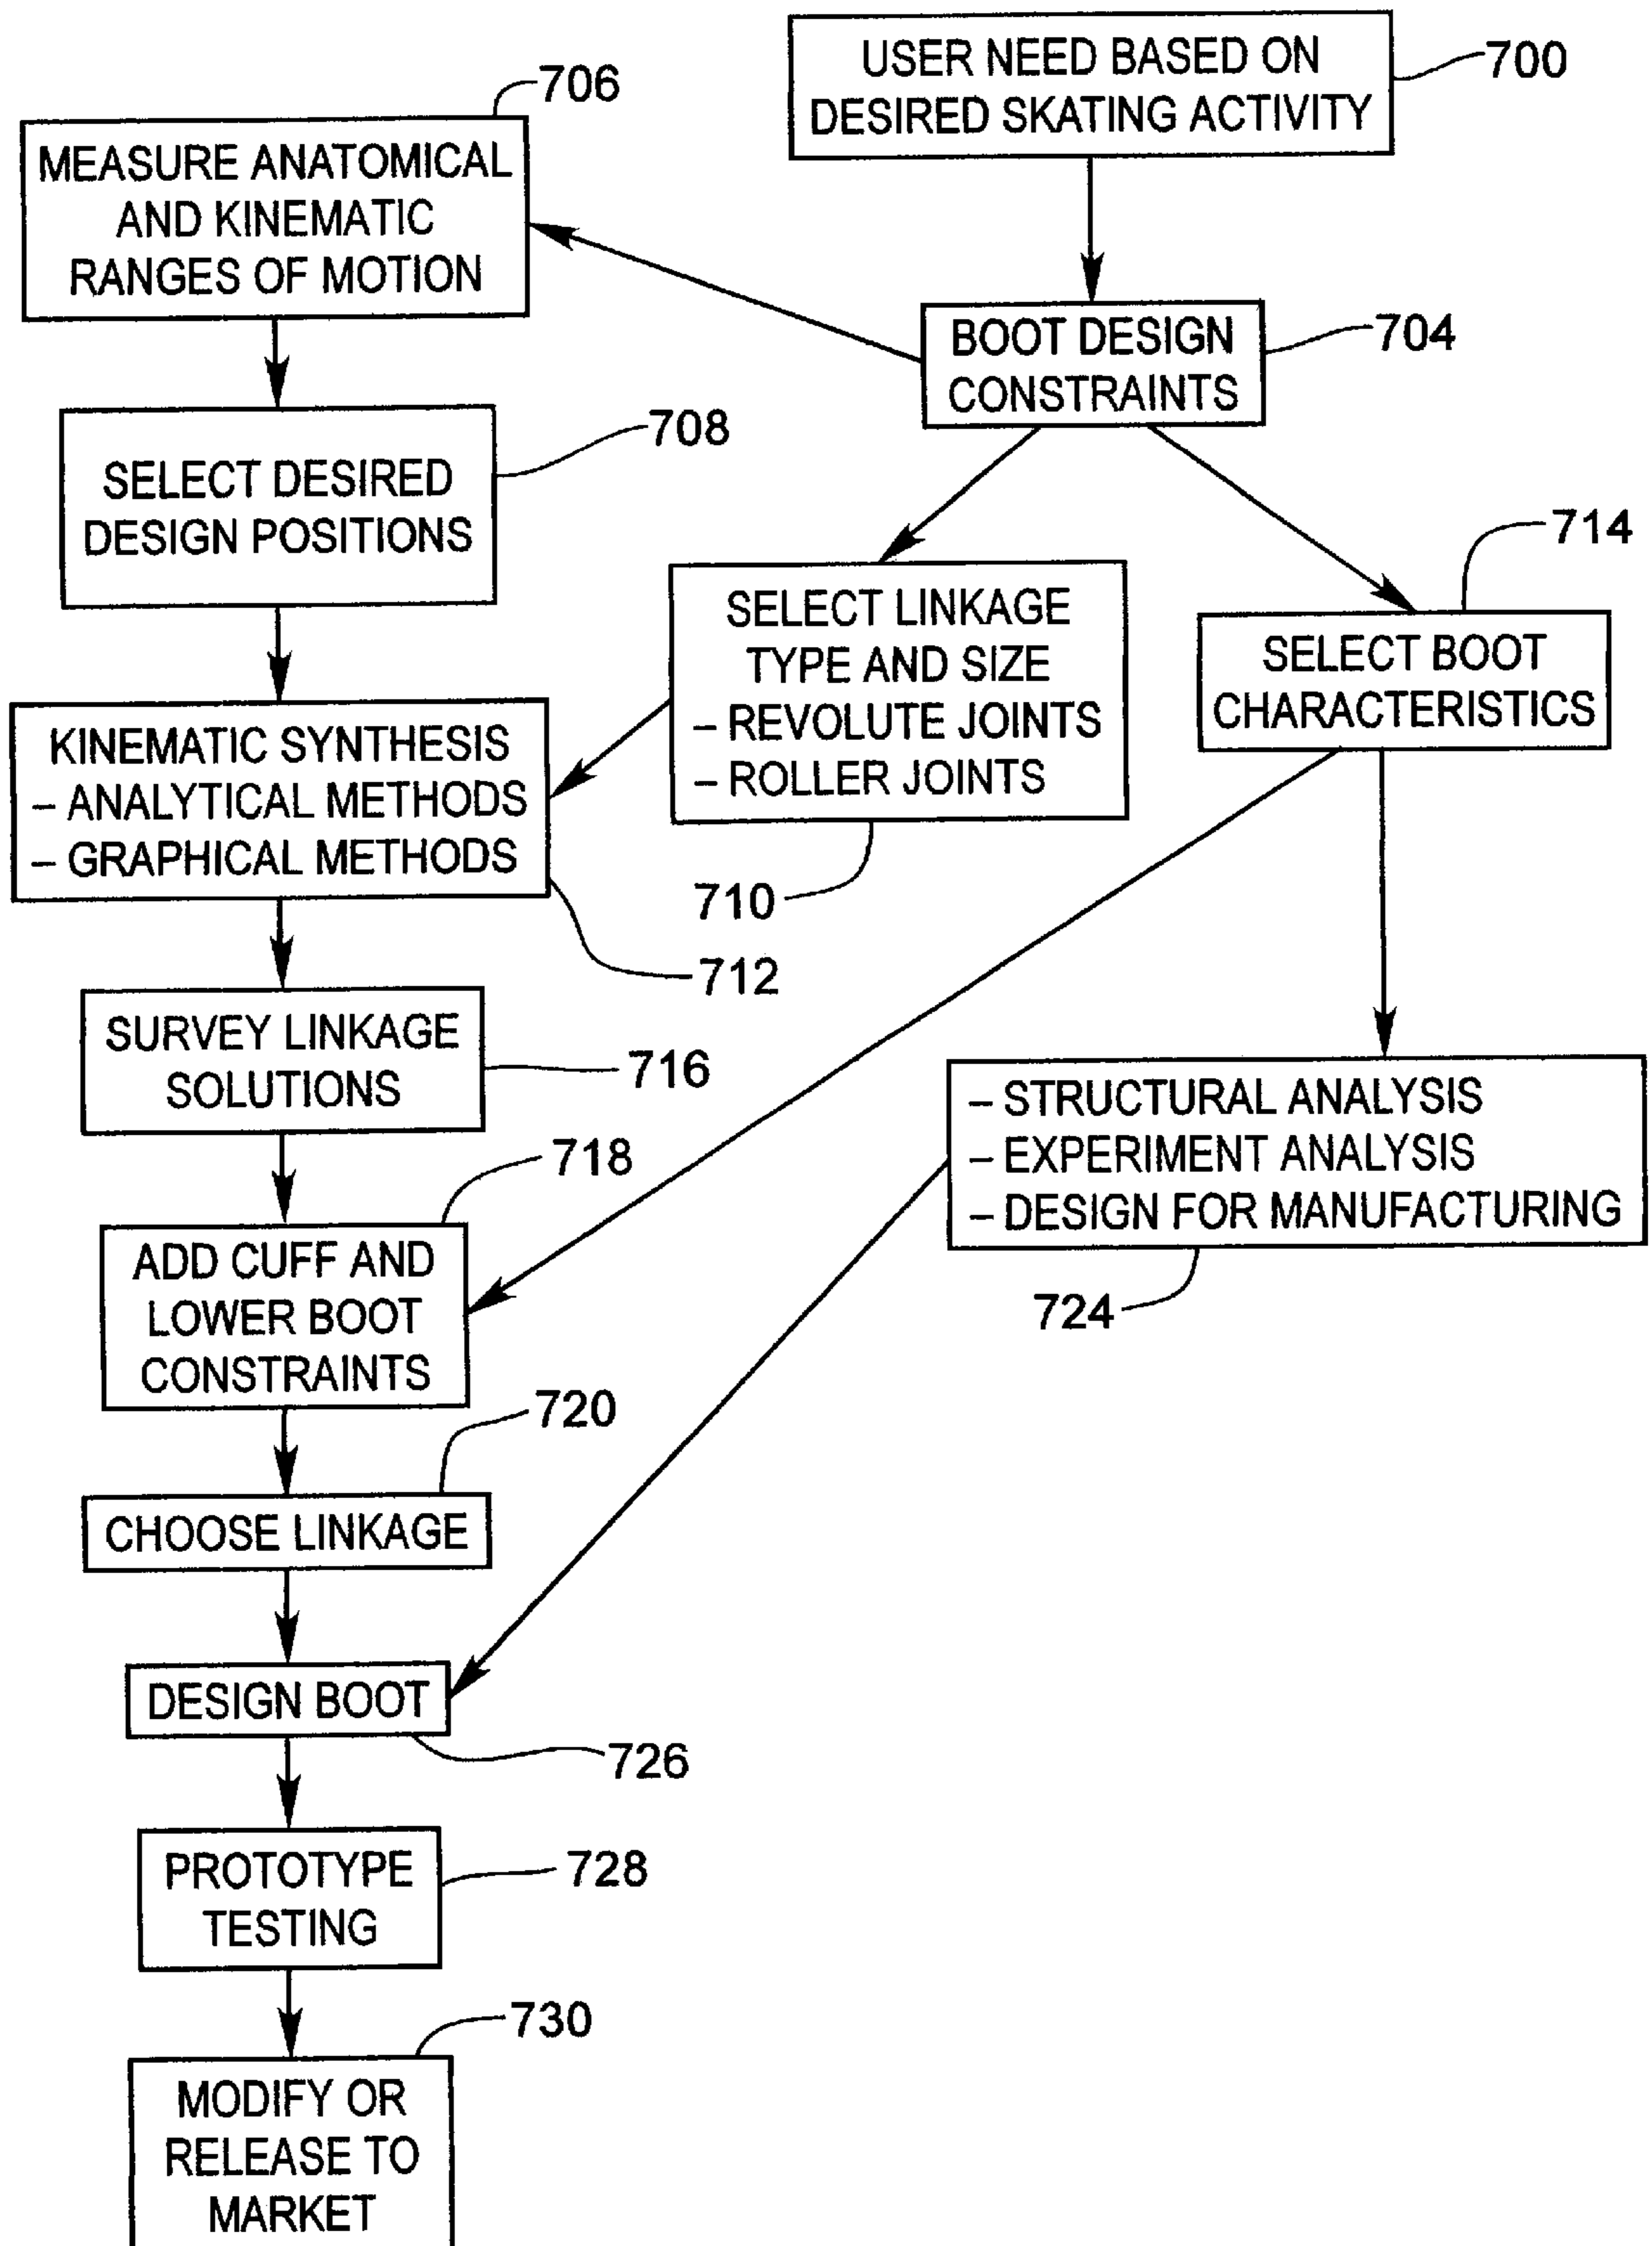 USER NEED BASED ON
DESIRED SKATING ACTIVITY
700
706
MEASURE ANATOMICAL
AND KINEMATIC
RANGES OF MOTION
BOOT DESIGN
CONSTRAINTS
704
708
SELECT DESIRED
DESIGN POSITIONS
714
SELECT LINKAGE
TYPE AND SIZE
– REVOLUTE JOINTS
– ROLLER JOINTS
710
SELECT BOOT
CHARACTERISTICS
KINEMATIC SYNTHESIS
– ANALYTICAL METHODS
– GRAPHICAL METHODS
712
SURVEY LINKAGE
SOLUTIONS
716
– STRUCTURAL ANALYSIS
– EXPERIMENT ANALYSIS
– DESIGN FOR MANUFACTURING
724
718
ADD CUFF AND
LOWER BOOT
CONSTRAINTS
720
CHOOSE LINKAGE
DESIGN BOOT
726
PROTOTYPE
TESTING
728
730
MODIFY OR
RELEASE TO
MARKET